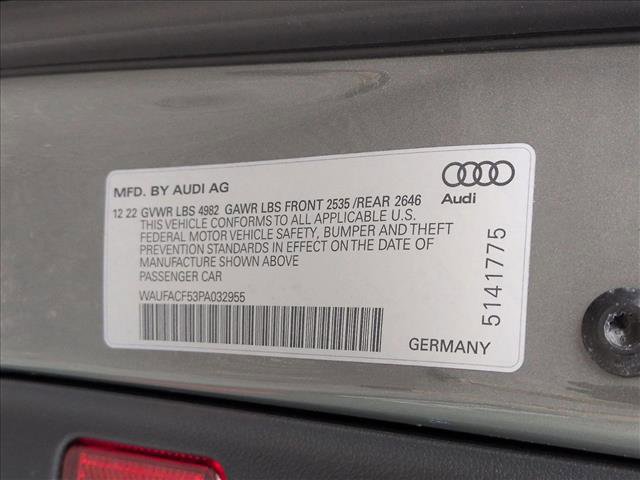 MFD. BY AUDI AG
Audi
12 22 GVWR LBS 4982 GAWR LBS FRONT 2535 /REAR 2646
THIS VEHICLE CONFORMS TO ALL APPLICABLE U.S.
FEDERAL MOTOR VEHICLE SAFETY, BUMPER AND THEFT
PREVENTION STANDARDS IN EFFECT ON THE DATE OF
MANUFACTURE SHOWN ABOVE
PASSENGER CAR
WAUFACF53PA032955
GERMANY
5141775